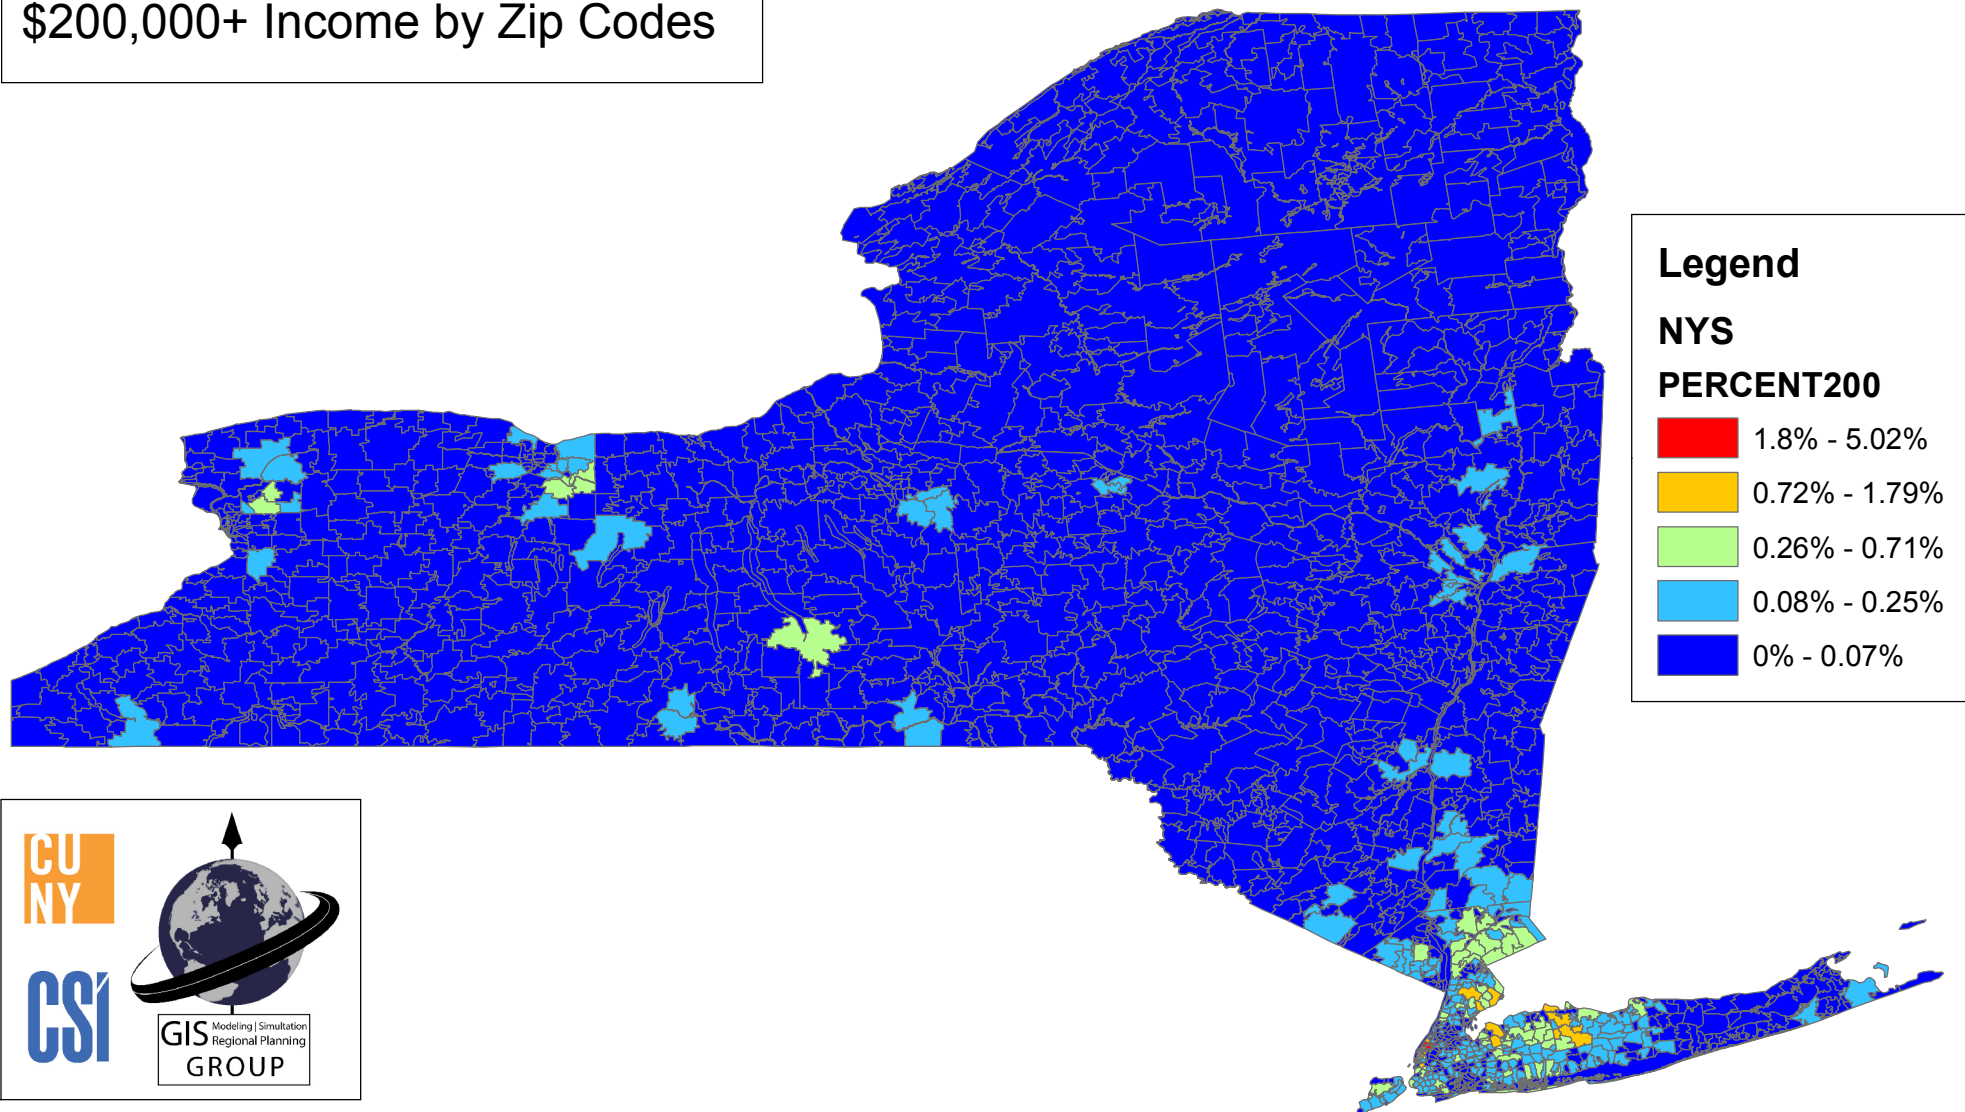 $200,000+ Income by Zip Codes
Legend
NYS
PERCENT200
1.8% - 5.02%
0.72% - 1.79%
0.26% - 0.71%
0.08% - 0.25%
0% - 0.07%
CU
NY
CSI
GIS Modeling | Simulation
Regional Planning
GROUP